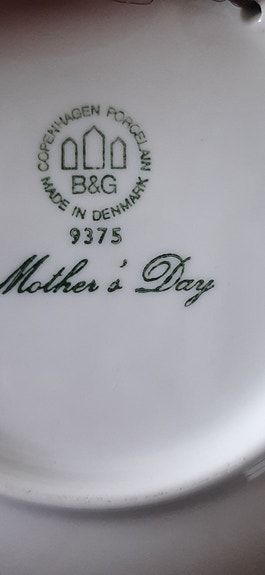 COPENHAGEN PORCELAIN
B&G
MADE IN DENMARK
9375
Mother's Day